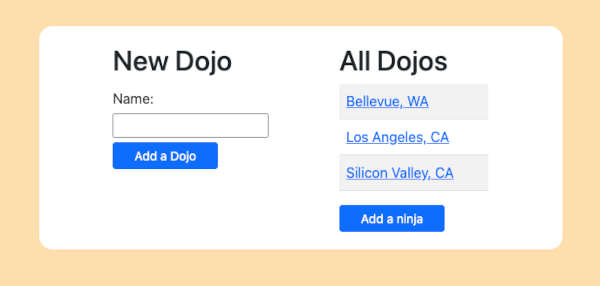 New Dojo
Name:
Add a Dojo
All Dojos
Bellevue, WA
Los Angeles, CA
Silicon Valley, CA
Add a ninja